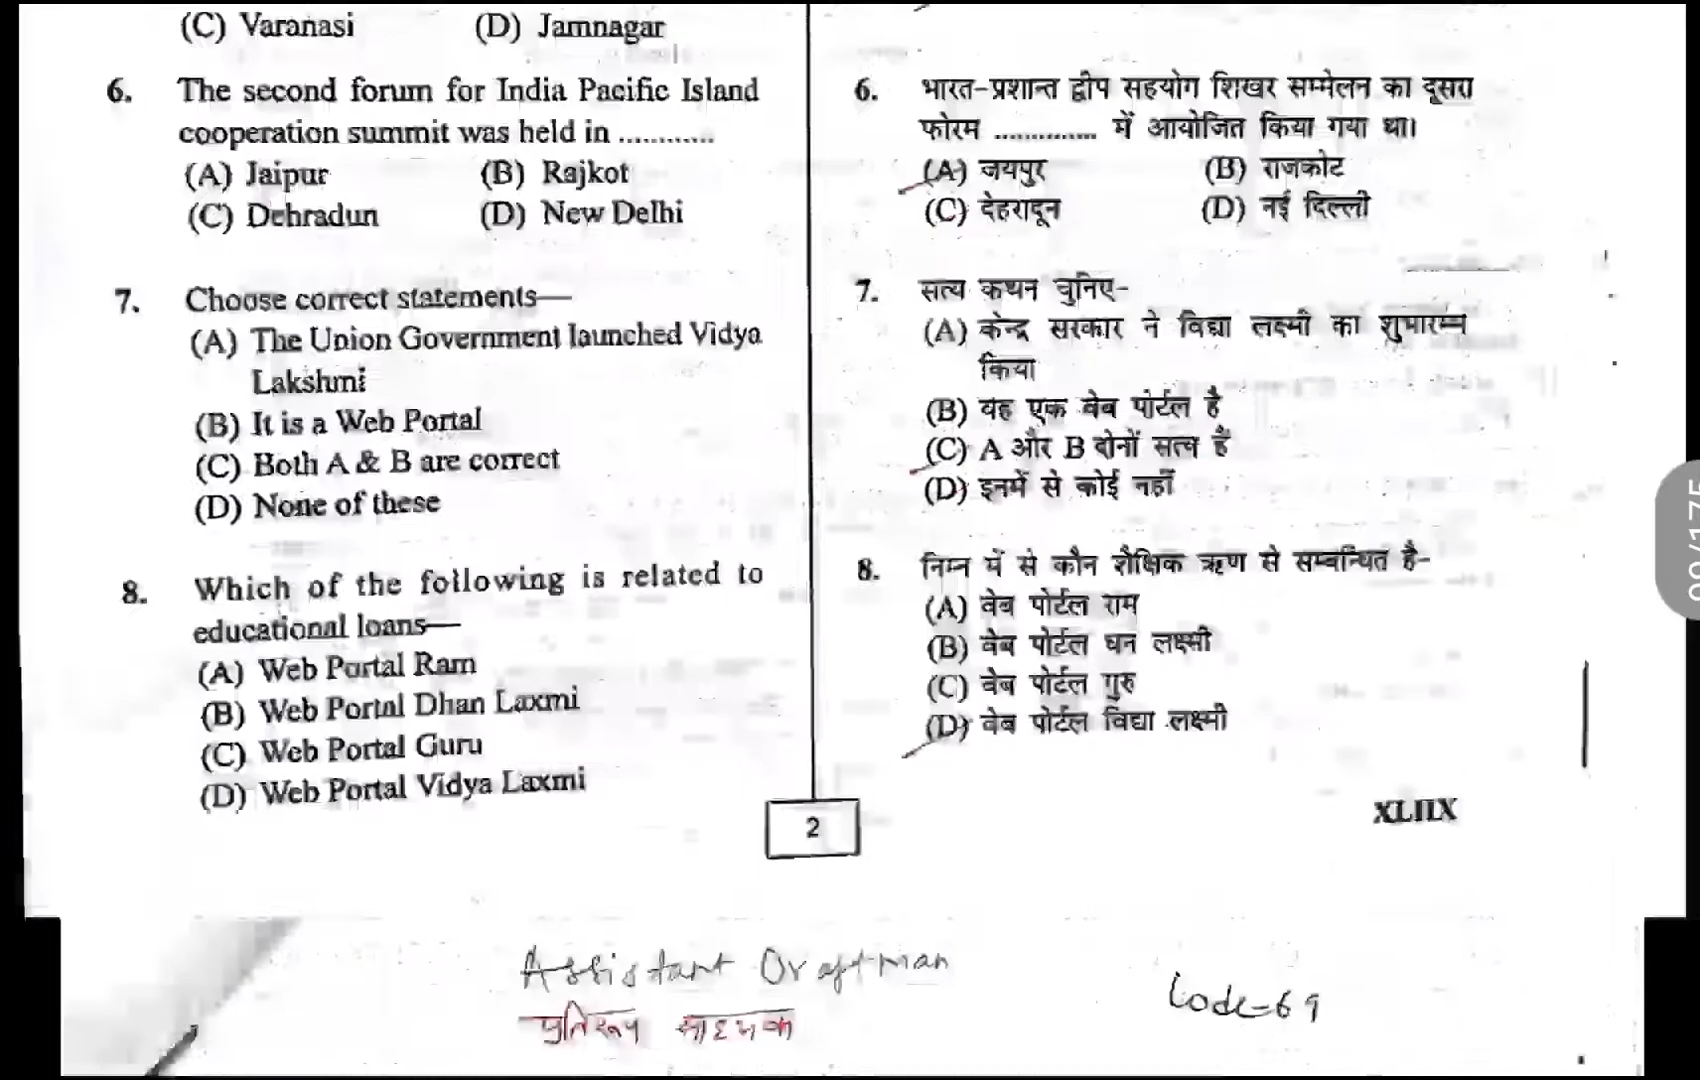 (C) Varanasi (D) Jamnagar
6. The second forum for India Pacific Island
cooperation summit was held in ............
(A) Jaipur (B) Rajkot
(C) Dehradun (D) New Delhi
7. Choose correct statements—
(A) The Union Government launched Vidya
Lakshmi
(B) It is a Web Portal
(C) Both A & B are correct
(D) None of these
8. Which of the following is related to
educational loans—
(A) Web Portal Ram
(B) Web Portal Dhan Laxmi
(C) Web Portal Guru
(D) Web Portal Vidya Laxmi
6. भारत-प्रशान्त द्वीप सहयोग शिखर सम्मेलन का दूसरा
फोरम .............. में आयोजित किया गया था।
(A) जयपुर (B) राजकोट
(C) देहरादून (D) नई दिल्ली
7. सत्य कथन चुनिए-
(A) केन्द्र सरकार ने विद्या लक्ष्मी का शुभारम्भ
किया
(B) यह एक वेब पोर्टल है
(C) A और B दोनों सत्य हैं
(D) इनमें से कोई नहीं
8. निम्न में से कौन शैक्षिक ऋण से सम्बन्धित है-
(A) वेब पोर्टल राम
(B) वेब पोर्टल धन लक्ष्मी
(C) वेब पोर्टल गुरु
(D) वेब पोर्टल विद्या लक्ष्मी
2
XLIIX
Assistant Draftman
प्रतिरूप सहायक
Code=69